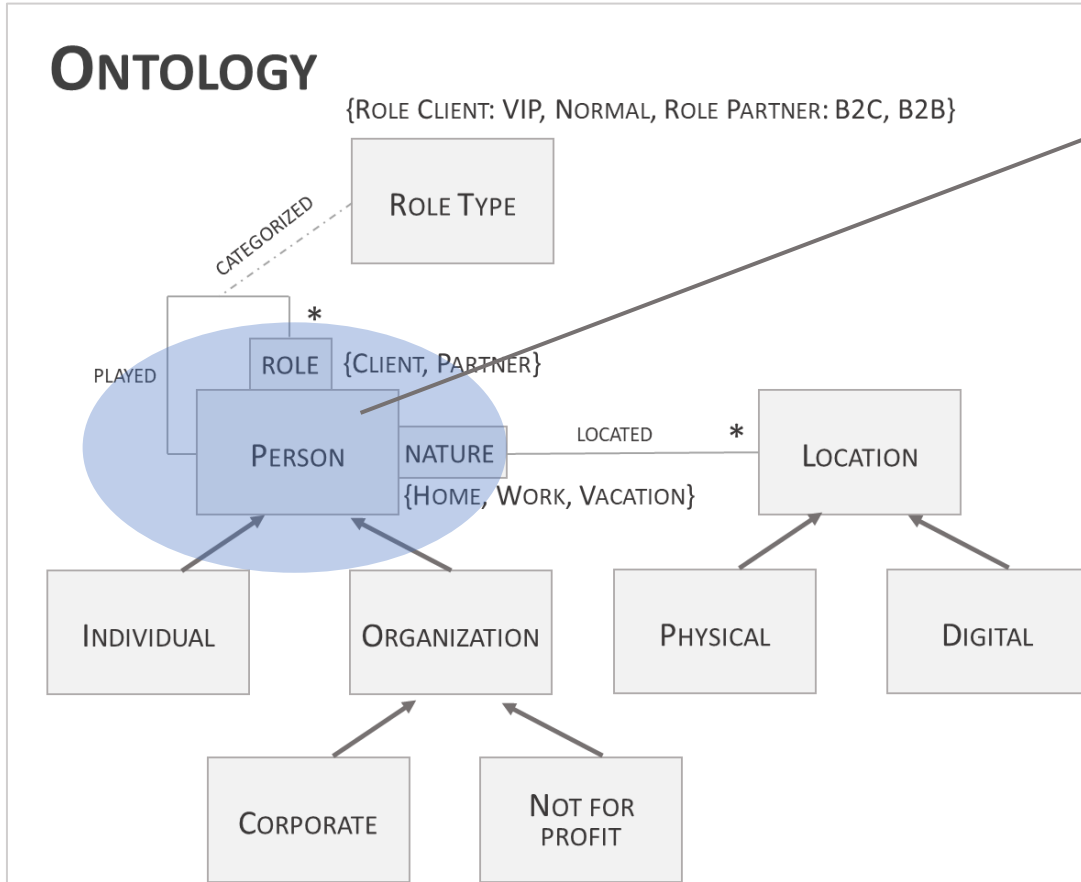 ONTOLOGY
{ROLE CLIENT: VIP, NORMAL, ROLE PARTNER: B2C, B2B}
ROLE TYPE
CATEGORIZED
*
ROLE
{CLIENT, PARTNER}
PLAYED
PERSON
NATURE
LOCATED
*
LOCATION
{HOME, WORK, VACATION}
INDIVIDUAL
ORGANIZATION
PHYSICAL
DIGITAL
CORPORATE
NOT FOR
PROFIT